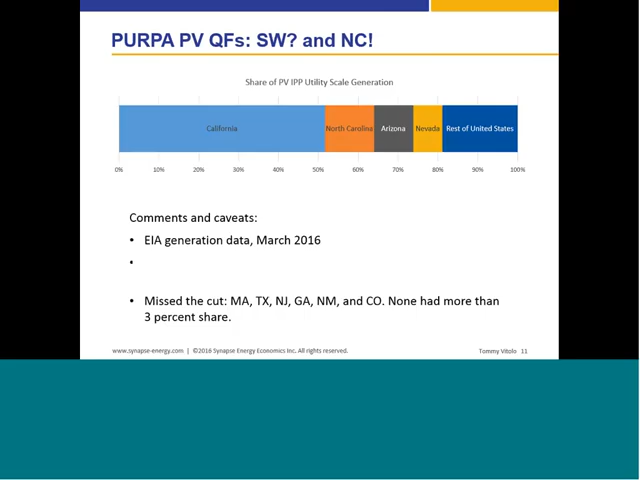 PURPA PV QFs: SW? and NC!
Share of PV IPP Utility Scale Generation
California North Carolina Arizona Nevada Rest of United States
0% 10% 20% 30% 40% 50% 60% 70% 80% 90% 100%
Comments and caveats:
• EIA generation data, March 2016
•
• Missed the cut: MA, TX, NJ, GA, NM, and CO. None had more than
3 percent share.
www.synapse-energy.com | ©2016 Synapse Energy Economics Inc. All rights reserved. Tommy Vitolo 11